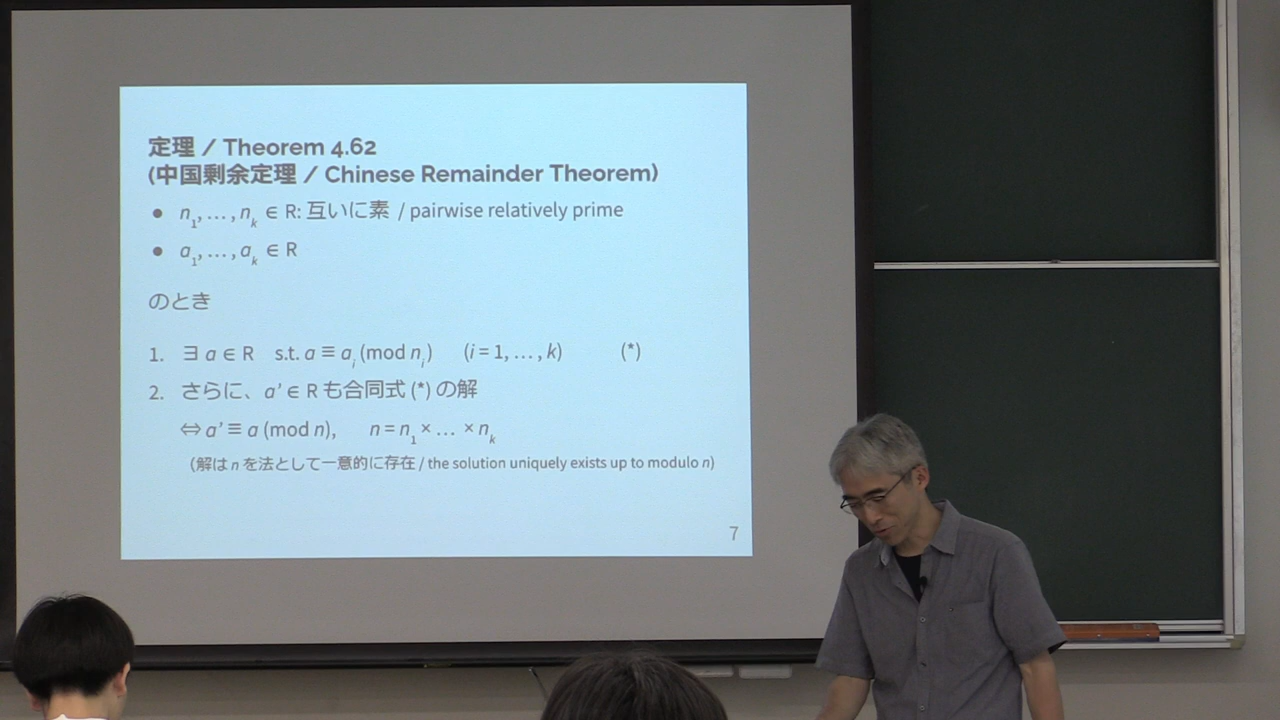 定理 / Theorem 4.62
(中国剰余定理 / Chinese Remainder Theorem)
● n₁, … , nₖ ∈ R: 互いに素 / pairwise relatively prime
● a₁, … , aₖ ∈ R
のとき
1. ∃ a ∈ R s.t. a ≡ aᵢ (mod nᵢ) (i = 1, … , k) (*)
2. さらに、a’ ∈ R も合同式 (*) の解
⇔ a’ ≡ a (mod n), n = n₁ × … × nₖ
（解は n を法として一意的に存在 / the solution uniquely exists up to modulo n)
7